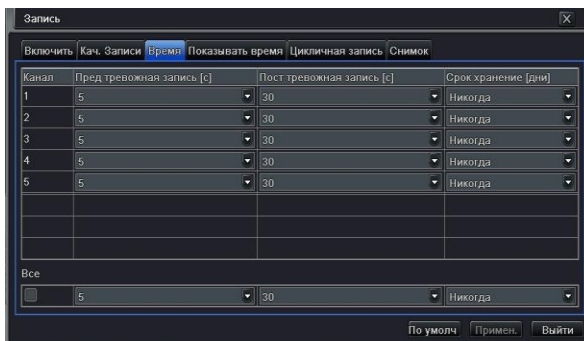 Запись X
Включить Кач. Записи Время Показывать время Цикличная запись Снимок
Канал Пред тревожная запись [с] Пост тревожная запись [с] Срок хранение [дни]
1 5 30 Никогда
2 5 30 Никогда
3 5 30 Никогда
4 5 30 Никогда
5 5 30 Никогда
Все
5 30 Никогда
По умолч Примен. Выйти